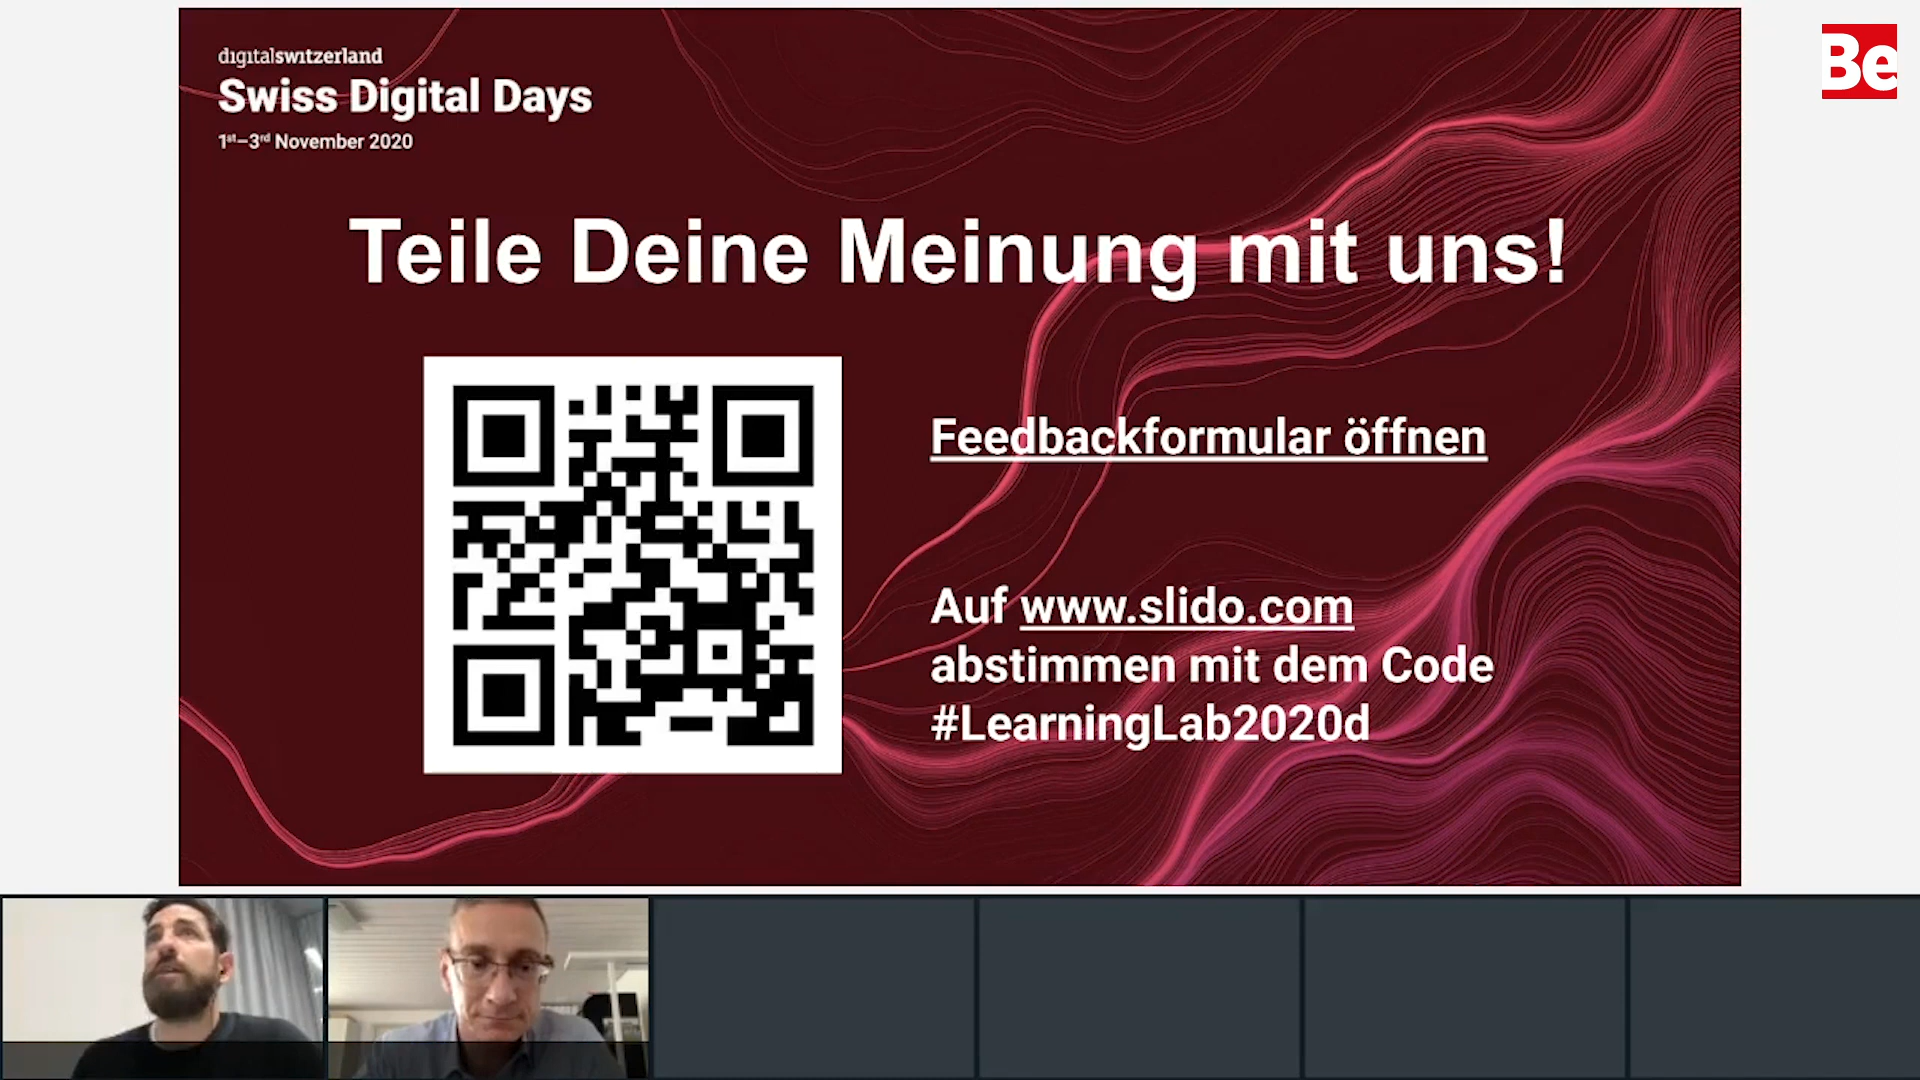 digitalswitzerland
Swiss Digital Days
1st–3rd November 2020
Be
Teile Deine Meinung mit uns!
Feedbackformular öffnen
Auf www.slido.com
abstimmen mit dem Code
#LearningLab2020d